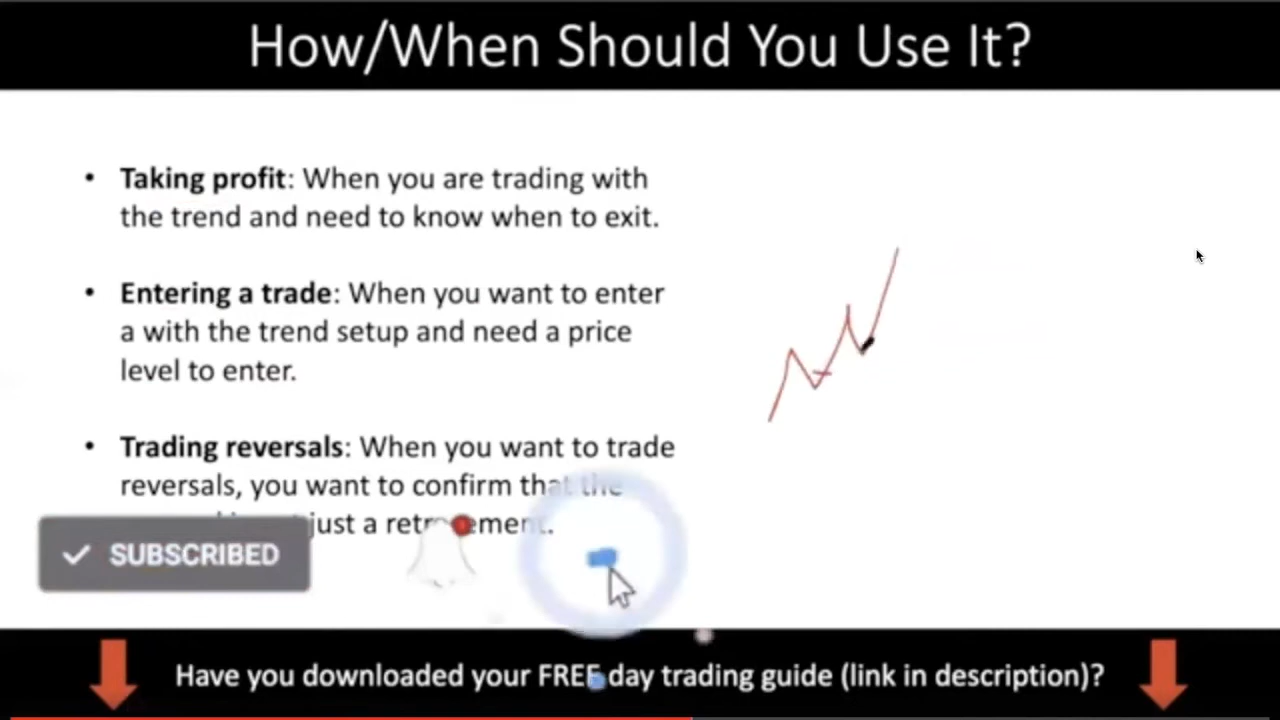 How/When Should You Use It?
• Taking profit: When you are trading with
the trend and need to know when to exit.
• Entering a trade: When you want to enter
a with the trend setup and need a price
level to enter.
• Trading reversals: When you want to trade
reversals, you want to confirm that the
just a retracement.
SUBSCRIBED
Have you downloaded your FREE day trading guide (link in description)?